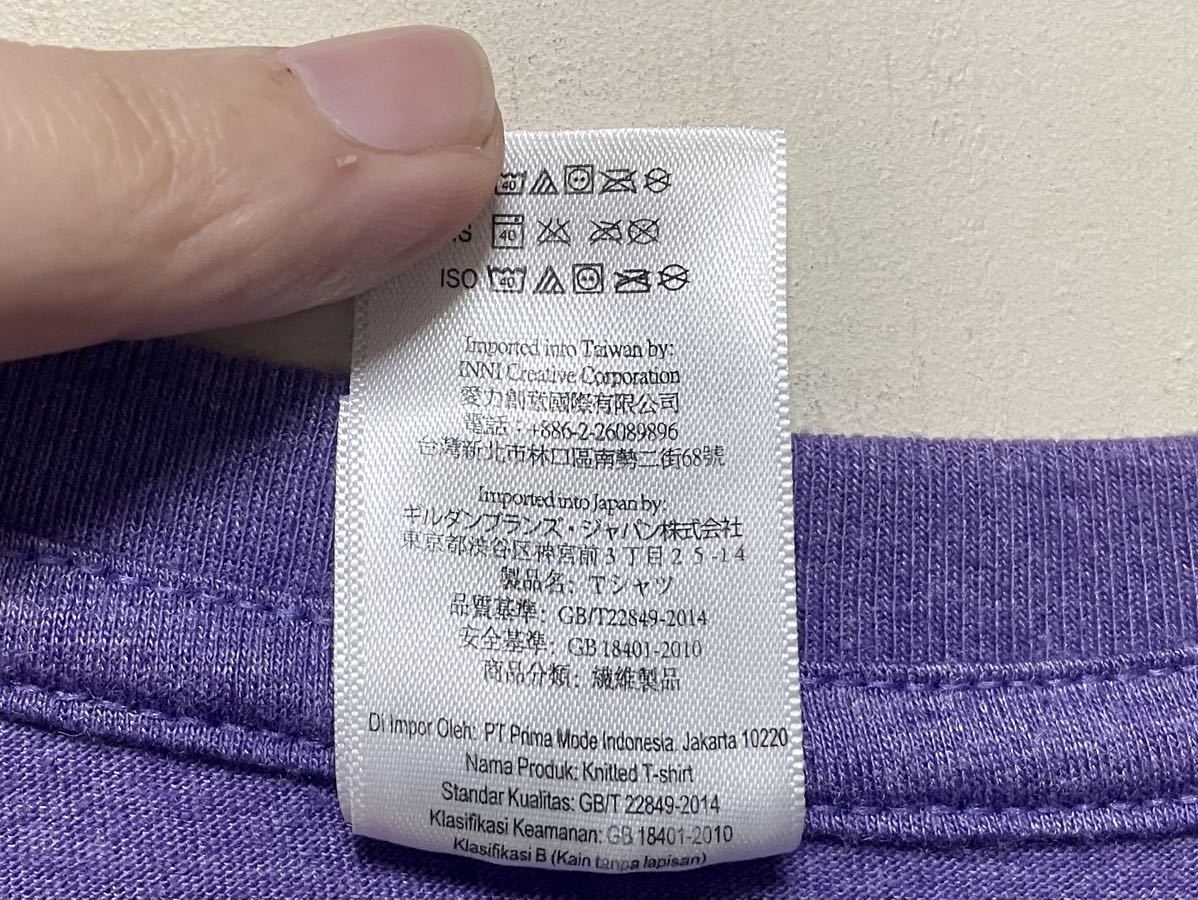 40
S 40
ISO 40
Imported into Taiwan by:
INNI Creative Corporation
愛力創意國際有限公司
電話：+886-2-26089896
台灣新北市林口區南勢二街68號
Imported into Japan by:
ギルダンブランズ・ジャパン株式会社
東京都渋谷区神宮前3丁目25-14
製品名: Tシャツ
品質基準: GB/T22849-2014
安全基準: GB 18401-2010
商品分類: 繊維製品
Di Impor Oleh: PT Prima Mode Indonesia. Jakarta 10220
Nama Produk: Knitled T-shirt
Standar Kualitas: GB/T 22849-2014
Klasifikasi Keamanan: GB 18401-2010
Klasifikasi B (Kain tanpa lapisan)